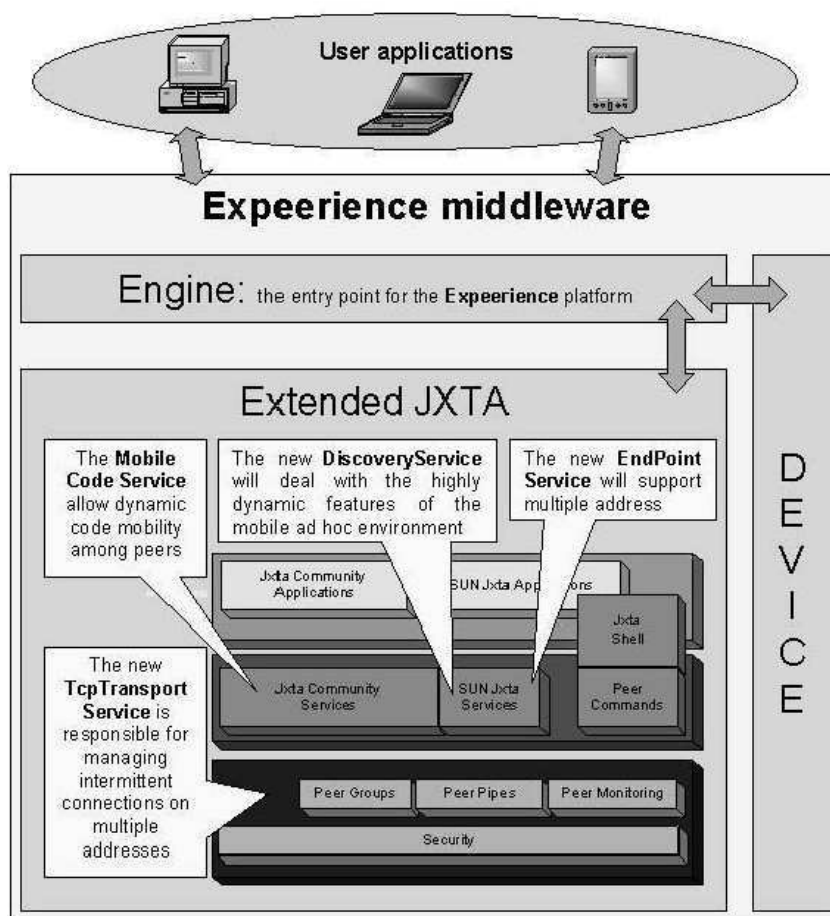 User applications
Expeerience middleware
Engine: the entry point for the Expeerience platform
Extended JXTA
The Mobile
Code Service
allow dynamic
code mobility
among peers
The new DiscoveryService
will deal with the highly
dynamic features of the
mobile ad hoc environment
The new EndPoint
Service will support
multiple address
Jxta Community
Applications
SUN Jxta Applications
Jxta
Shell
The new
TcpTransport
Service is
responsible for
managing
intermittent
connections on
multiple
addresses
Jxta Community
Services
SUN Jxta
Services
Peer
Commands
Peer Groups
Peer Pipes
Peer Monitoring
Security
DEVICE